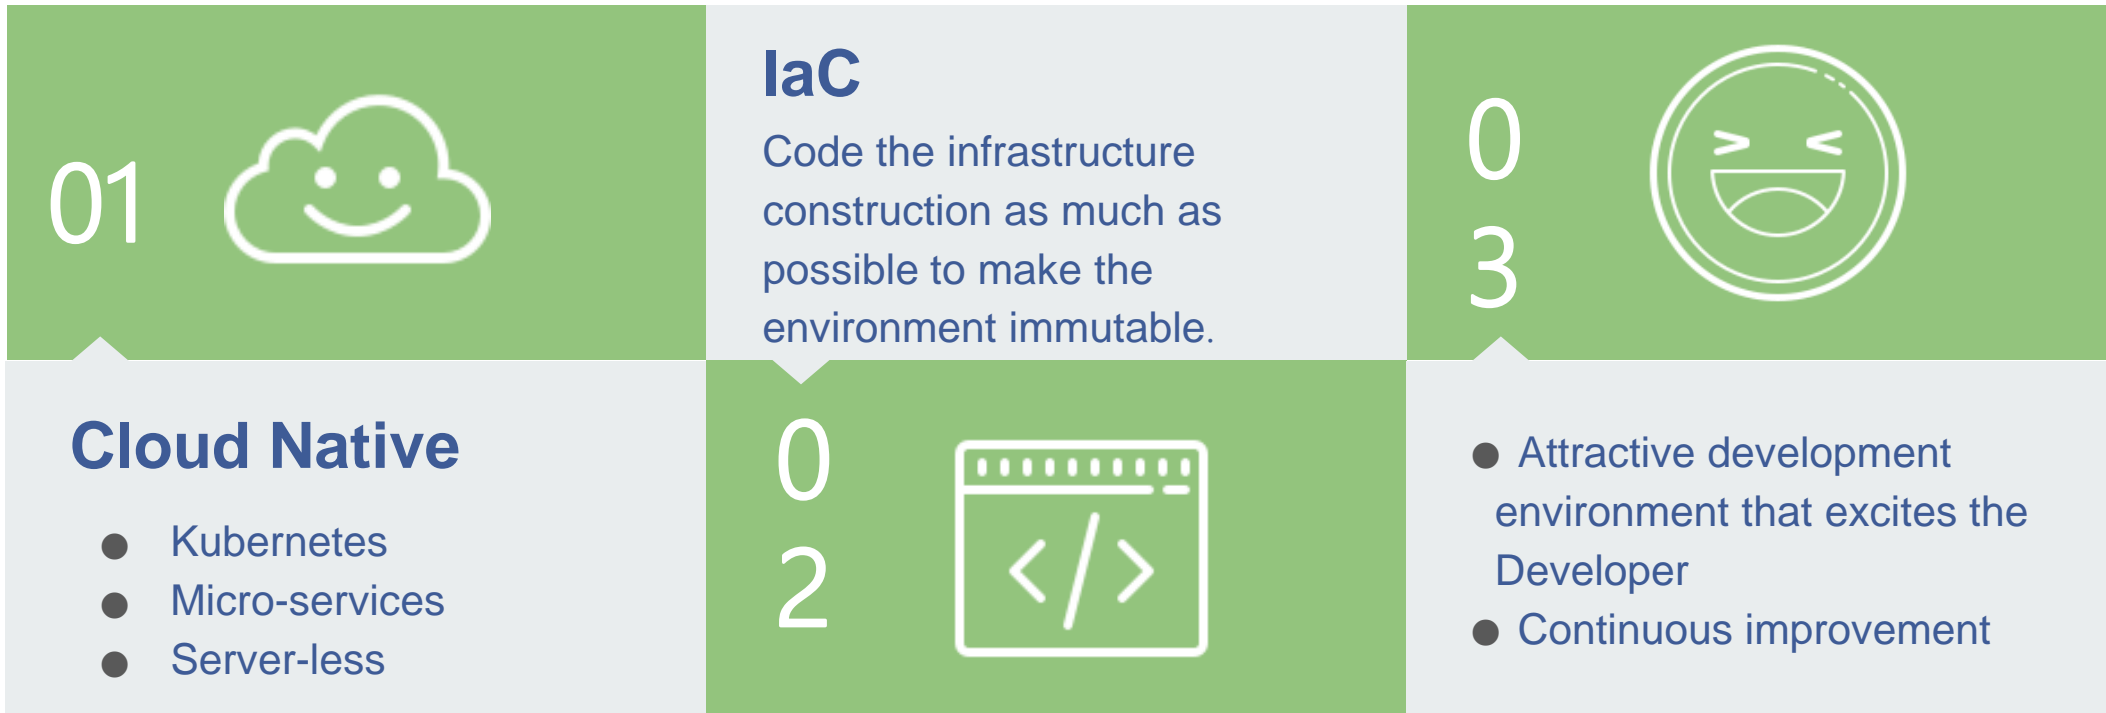 01
Cloud Native
● Kubernetes
● Micro-services
● Server-less
IaC
Code the infrastructure
construction as much as
possible to make the
environment immutable.
0
2
</>
0
3
● Attractive development
environment that excites the
Developer
● Continuous improvement